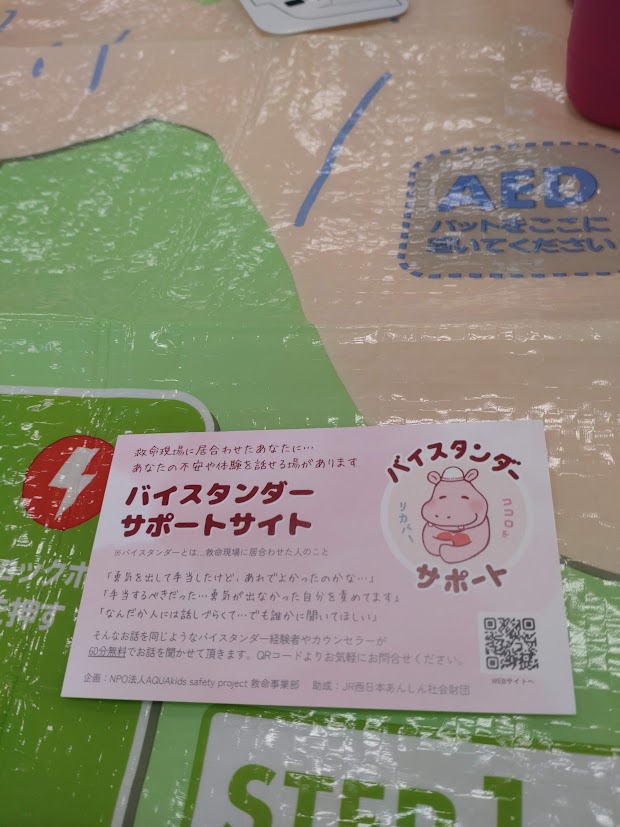 AED
パットをここに
置いてください
救命現場に居合わせたあなたに…
あなたの不安や体験を話せる場があります
バイスタンダー
サポートサイト
※バイスタンダーとは…救命現場に居合わせた人のこと
「勇気を出して手当したけど、あれでよかったのかな…」
「手当するべきだった…勇気が出なかった自分を責めてます」
「なんだか人には話しづらくて…でも誰かに聞いてほしい」
そんなお話を同じようなバイスタンダー経験者やカウンセラーが
60分無料でお話を聞かせて頂きます。QRコードよりお気軽にお問合せください。
企画：NPO法人AQUAkids safety project 救命事業部 助成：JR西日本あんしん社会財団
バイスタンダー
ココロを
リカバー
サポート
WEBサイトへ
ョックボ
を押す
STEP 1